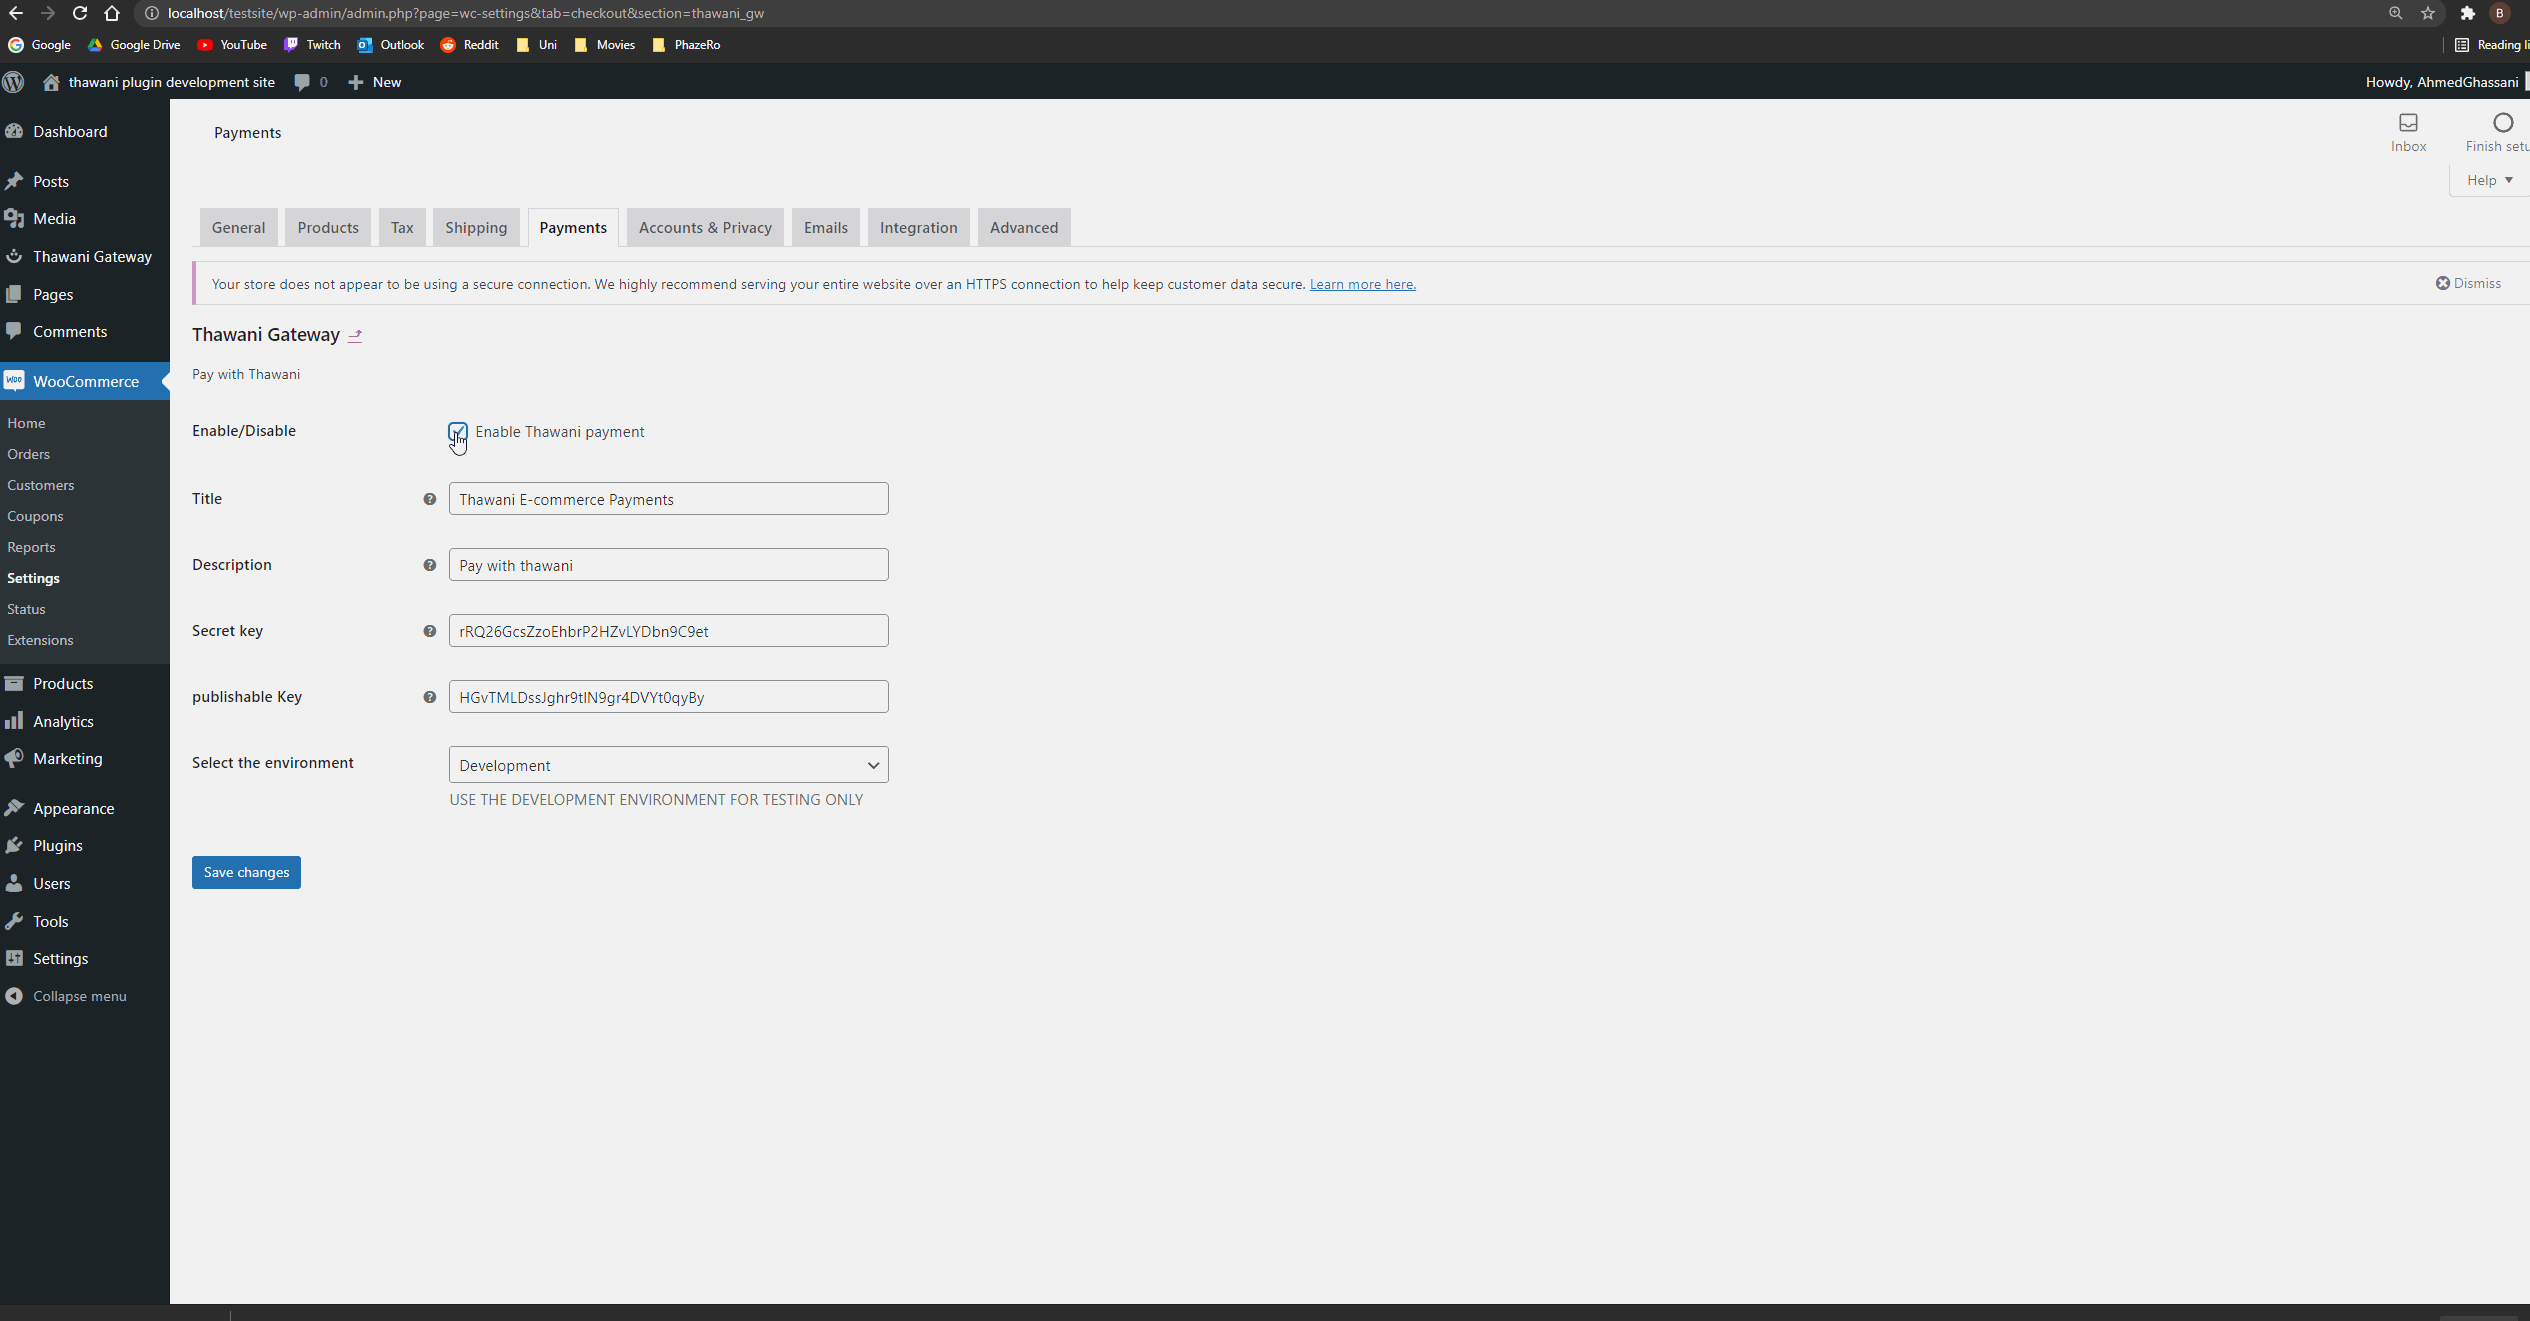 localhost/testsite/wp-admin/admin.php?page=wc-settings&tab=checkout&section=thawani_gw
B
Google Google Drive YouTube Twitch Outlook Reddit Uni Movies PhazeRo Reading li
thawani plugin development site 0 New Howdy, AhmedGhassani
Dashboard
Posts
Media
Thawani Gateway
Pages
Comments
WooCommerce
Home
Orders
Customers
Coupons
Reports
Settings
Status
Extensions
Products
Analytics
Marketing
Appearance
Plugins
Users
Tools
Settings
Collapse menu
Payments
Inbox
Finish setu
Help
General Products Tax Shipping Payments Accounts & Privacy Emails Integration Advanced
Your store does not appear to be using a secure connection. We highly recommend serving your entire website over an HTTPS connection to help keep customer data secure. Learn more here. Dismiss
Thawani Gateway
Pay with Thawani
Enable/Disable Enable Thawani payment
Title Thawani E-commerce Payments
Description Pay with thawani
Secret key rRQ26GcsZzoEhbrP2HZvLYDbn9C9et
publishable Key HGvTMLDssJghr9tlN9gr4DVYt0qyBy
Select the environment Development
USE THE DEVELOPMENT ENVIRONMENT FOR TESTING ONLY
Save changes